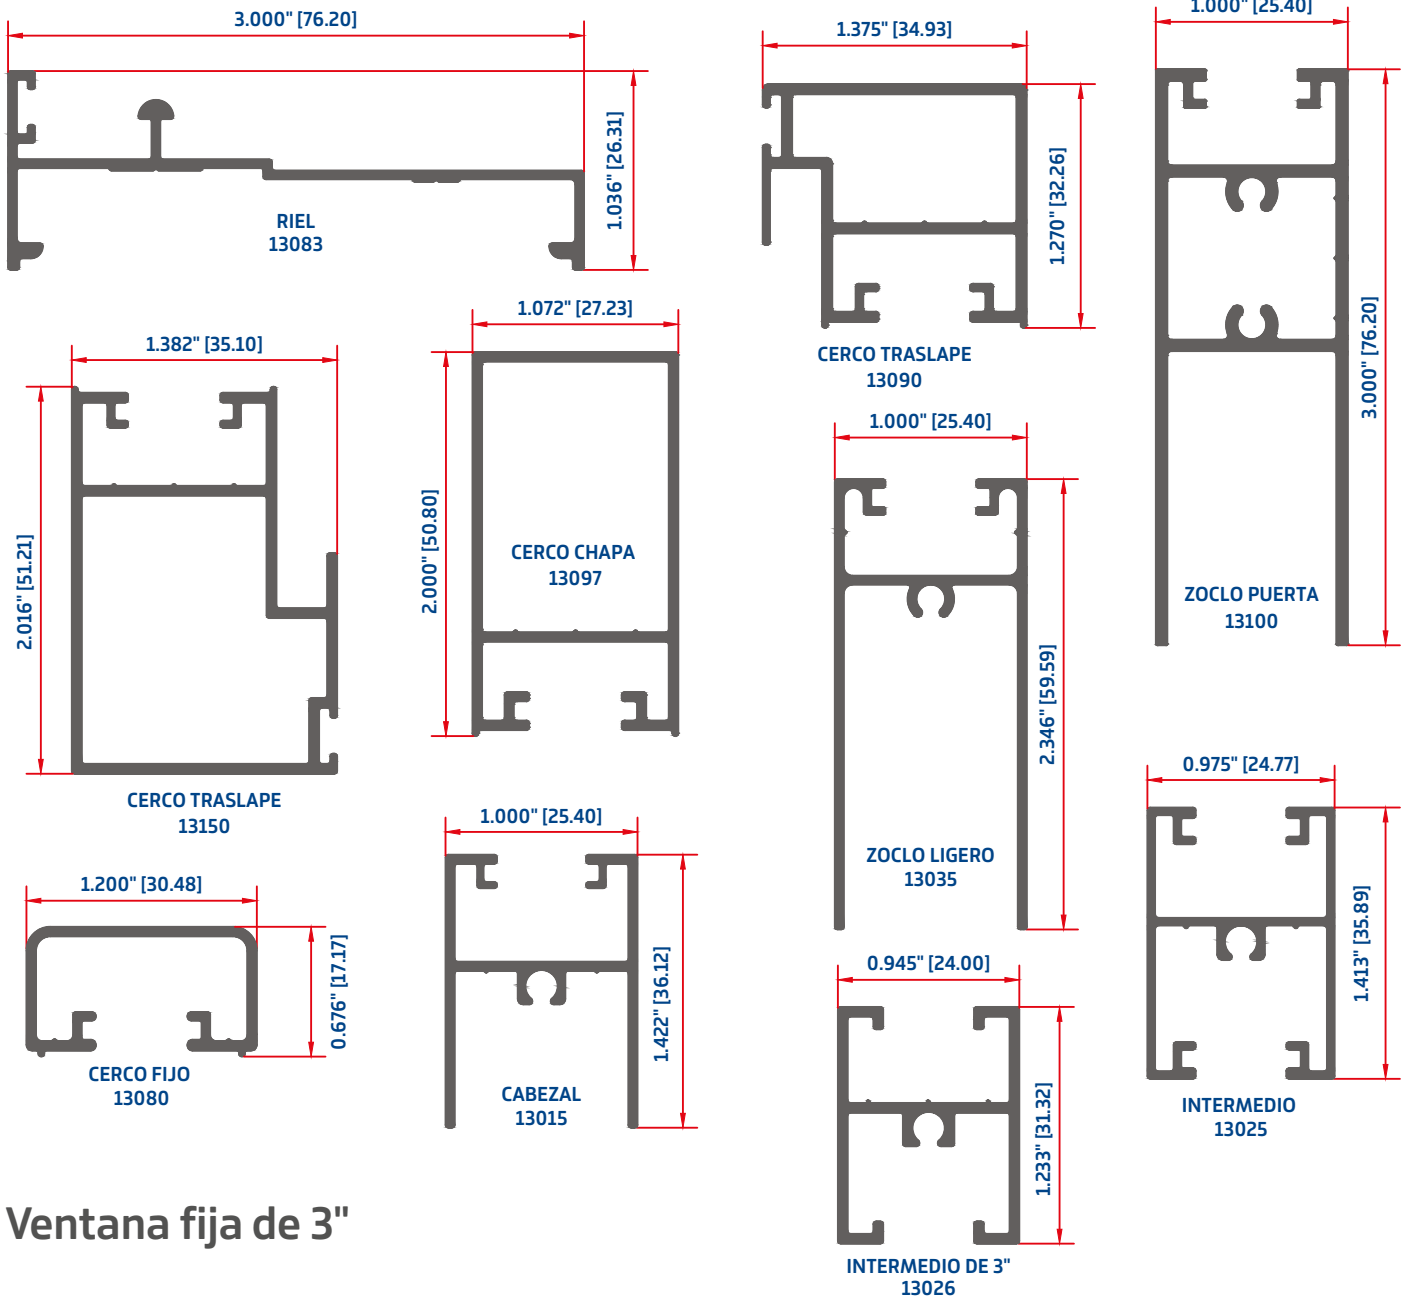 3.000" [76.20]
1.036" [26.31]
RIEL
13083
1.375" [34.93]
1.270" [32.26]
CERCO TRASLAPE
13090
1.000" [25.40]
3.000" [76.20]
ZOCLO PUERTA
13100
1.382" [35.10]
2.016" [51.21]
CERCO TRASLAPE
13150
1.072" [27.23]
2.000" [50.80]
CERCO CHAPA
13097
1.000" [25.40]
2.346" [59.59]
ZOCLO LIGERO
13035
0.975" [24.77]
1.413" [35.89]
INTERMEDIO
13025
1.200" [30.48]
0.676" [17.17]
CERCO FIJO
13080
1.000" [25.40]
1.422" [36.12]
CABEZAL
13015
0.945" [24.00]
1.233" [31.32]
INTERMEDIO DE 3"
13026
Ventana fija de 3"